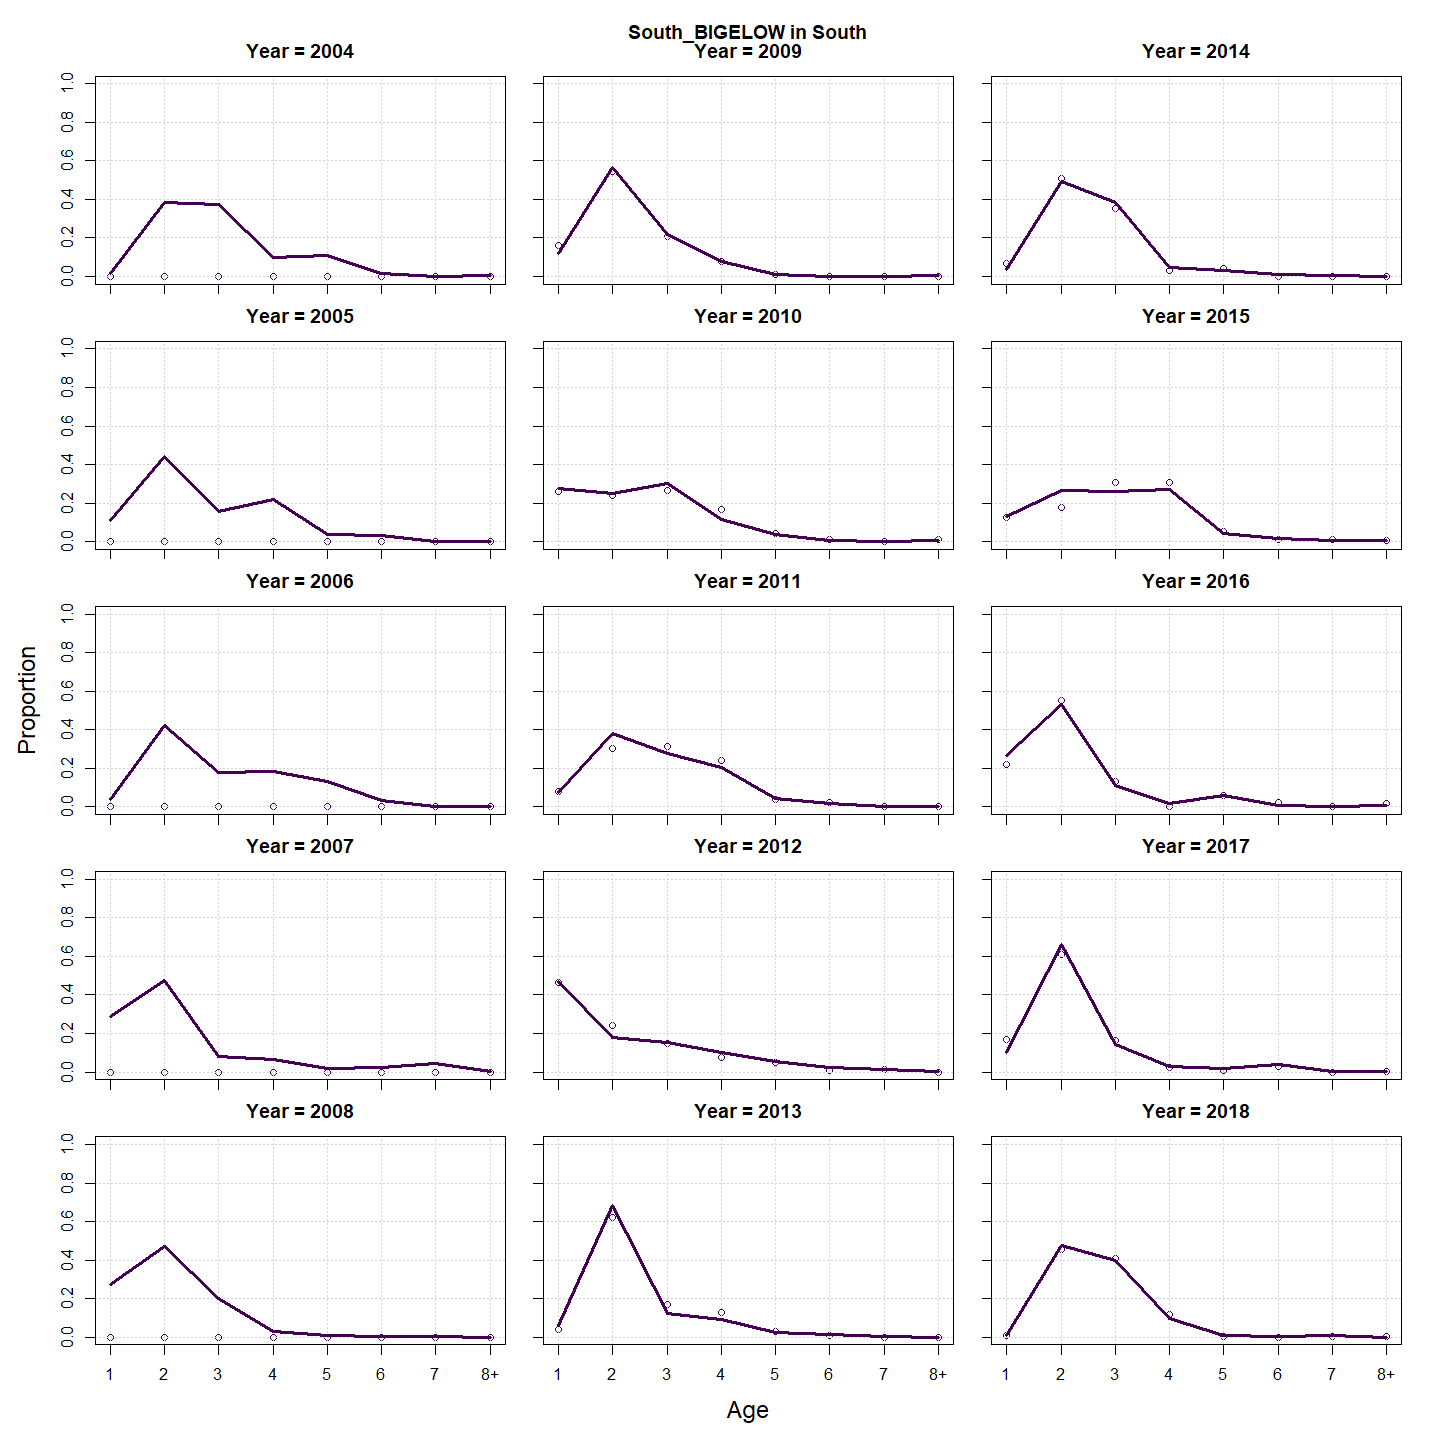 South_BIGELOW in South
Year = 2004
Year = 2009
Year = 2014
1.0
0.8
0.6
0.4
0.2
0.0
Year = 2005
Year = 2010
Year = 2015
1.0
0.8
0.6
0.4
0.2
0.0
Year = 2006
Year = 2011
Year = 2016
1.0
0.8
0.6
0.4
0.2
0.0
Proportion
Year = 2007
Year = 2012
Year = 2017
1.0
0.8
0.6
0.4
0.2
0.0
Year = 2008
Year = 2013
Year = 2018
1.0
0.8
0.6
0.4
0.2
0.0
1 2 3 4 5 6 7 8+
1 2 3 4 5 6 7 8+
1 2 3 4 5 6 7 8+
Age